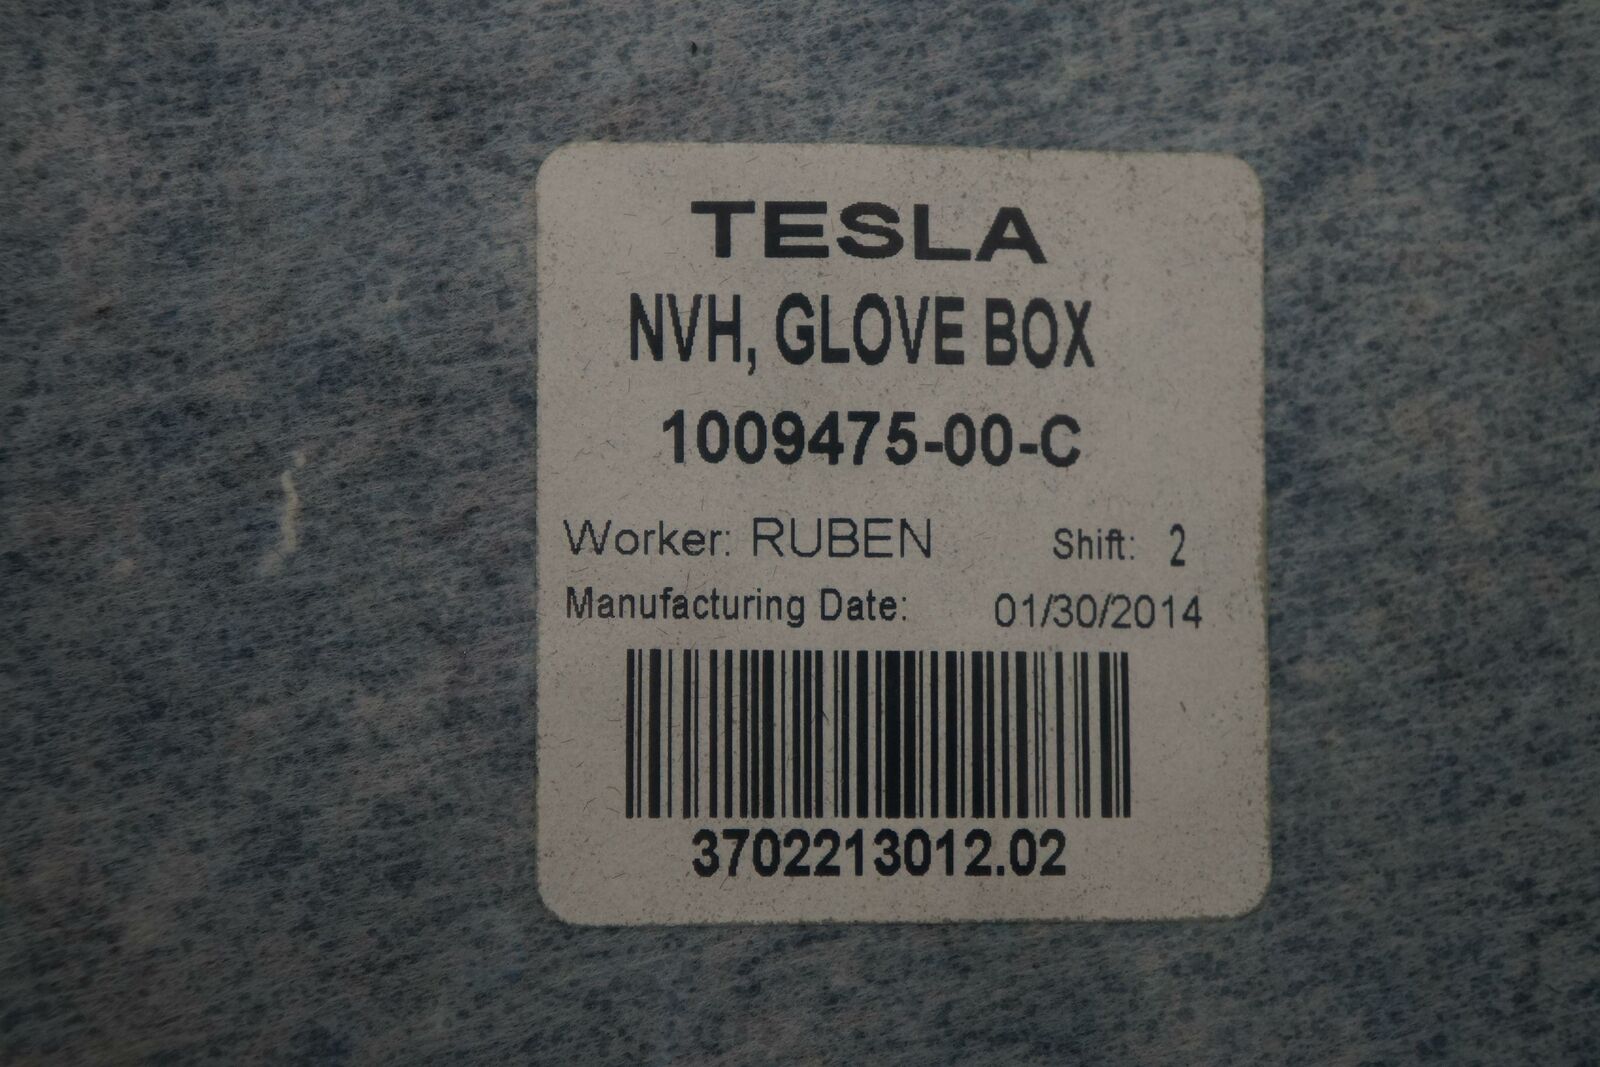 TESLA
NVH, GLOVE BOX
1009475-00-C
Worker: RUBEN Shift: 2
Manufacturing Date: 01/30/2014
3702213012.02